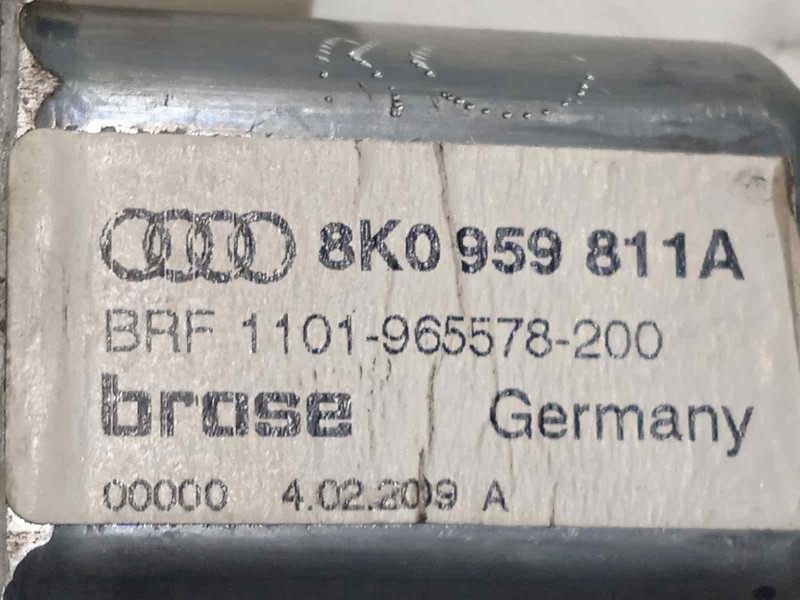 8K0 959 811A
BRF 1101-965578-200
brose Germany
00000 4.02.2009 A